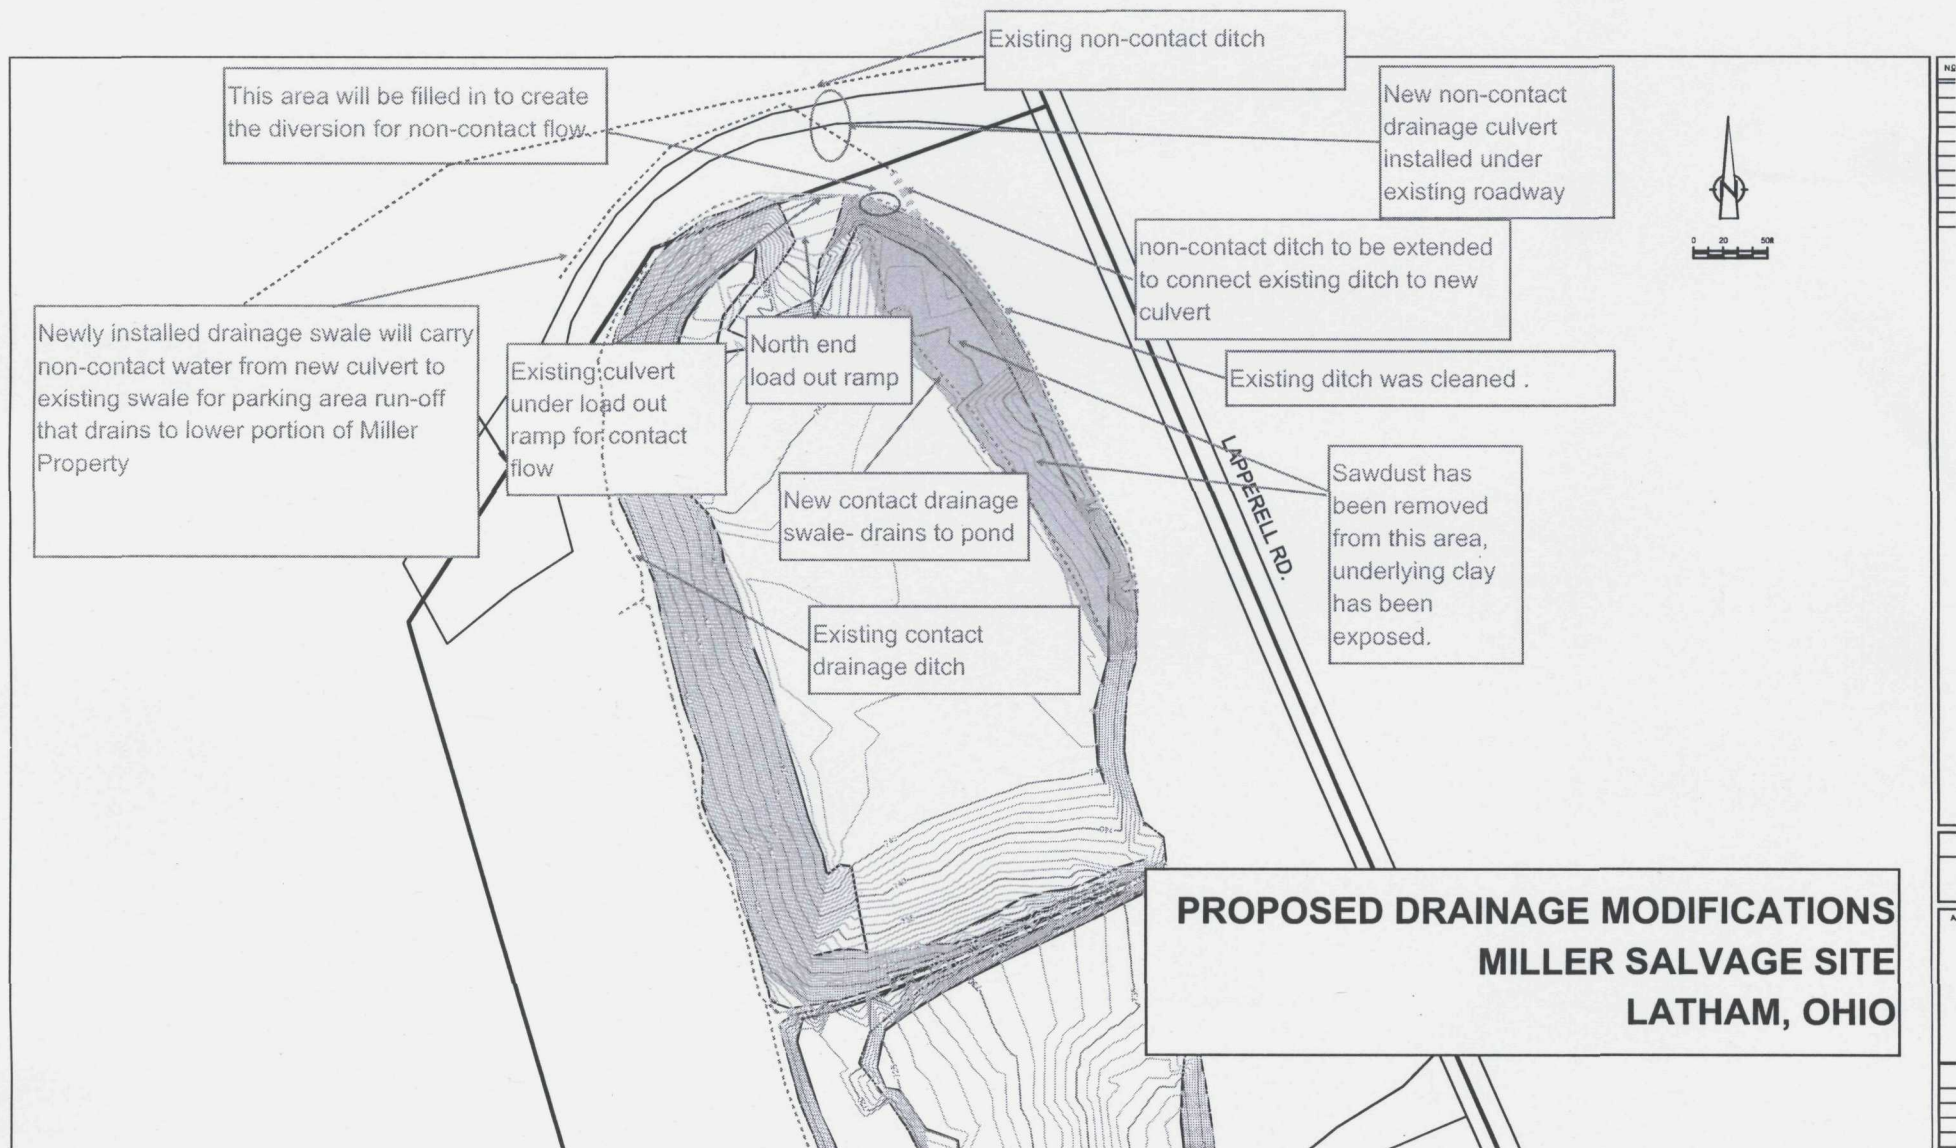 Existing non-contact ditch
This area will be filled in to create
the diversion for non-contact flow.
New non-contact
drainage culvert
installed under
existing roadway
N
0 20 50ft
non-contact ditch to be extended
to connect existing ditch to new
culvert
Newly installed drainage swale will carry
non-contact water from new culvert to
existing swale for parking area run-off
that drains to lower portion of Miller
Property
Existing culvert
under load out
ramp for contact
flow
North end
load out ramp
Existing ditch was cleaned .
LAPPERELL RD.
Sawdust has
been removed
from this area,
underlying clay
has been
exposed.
New contact drainage
swale- drains to pond
Existing contact
drainage ditch
740
PROPOSED DRAINAGE MODIFICATIONS
MILLER SALVAGE SITE
LATHAM, OHIO